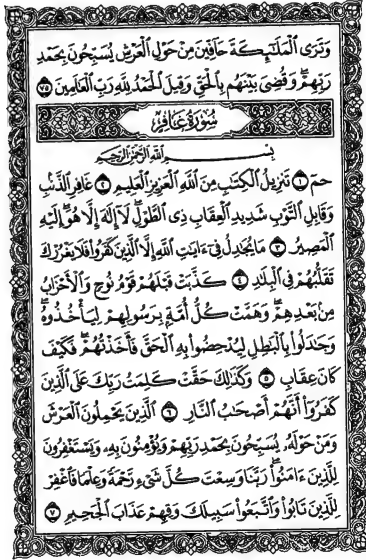 وَتَرَى ٱلْمَلَـٰٓئِكَةَ حَآفِّينَ مِنْ حَوْلِ ٱلْعَرْشِ يُسَبِّحُونَ بِحَمْدِ
رَبِّهِمْ ۖ وَقُضِىَ بَيْنَهُم بِٱلْحَقِّ وَقِيلَ ٱلْحَمْدُ لِلَّهِ رَبِّ ٱلْعَـٰلَمِينَ ٧٥
سُورَةُ غَافِرٍ
بِسْمِ ٱللَّهِ ٱلرَّحْمَـٰنِ ٱلرَّحِيمِ
حمٓ ١ تَنزِيلُ ٱلْكِتَـٰبِ مِنَ ٱللَّهِ ٱلْعَزِيزِ ٱلْعَلِيمِ ٢ غَافِرِ ٱلذَّنۢبِ
وَقَابِلِ ٱلتَّوْبِ شَدِيدِ ٱلْعِقَابِ ذِى ٱلطَّوْلِ ۖ لَآ إِلَـٰهَ إِلَّا هُوَ ۖ إِلَيْهِ
ٱلْمَصِيرُ ٣ مَا يُجَـٰدِلُ فِىٓ ءَايَـٰتِ ٱللَّهِ إِلَّا ٱلَّذِينَ كَفَرُوا۟ فَلَا يَغْرُرْكَ
تَقَلُّبُهُمْ فِى ٱلْبِلَـٰدِ ٤ كَذَّبَتْ قَبْلَهُمْ قَوْمُ نُوحٍ وَٱلْأَحْزَابُ
مِنۢ بَعْدِهِمْ ۖ وَهَمَّتْ كُلُّ أُمَّةٍۭ بِرَسُولِهِمْ لِيَأْخُذُوهُ ۖ
وَجَـٰدَلُوا۟ بِٱلْبَـٰطِلِ لِيُدْحِضُوا۟ بِهِ ٱلْحَقَّ فَأَخَذْتُهُمْ ۖ فَكَيْفَ
كَانَ عِقَابِ ٥ وَكَذَٰلِكَ حَقَّتْ كَلِمَتُ رَبِّكَ عَلَى ٱلَّذِينَ
كَفَرُوٓا۟ أَنَّهُمْ أَصْحَـٰبُ ٱلنَّارِ ٦ ٱلَّذِينَ يَحْمِلُونَ ٱلْعَرْشَ
وَمَنْ حَوْلَهُۥ يُسَبِّحُونَ بِحَمْدِ رَبِّهِمْ وَيُؤْمِنُونَ بِهِۦ وَيَسْتَغْفِرُونَ
لِلَّذِينَ ءَامَنُوا۟ رَبَّنَا وَسِعْتَ كُلَّ شَىْءٍ رَّحْمَةً وَعِلْمًا فَٱغْفِرْ
لِلَّذِينَ تَابُوا۟ وَٱتَّبَعُوا۟ سَبِيلَكَ وَقِهِمْ عَذَابَ ٱلْجَحِيمِ ٧